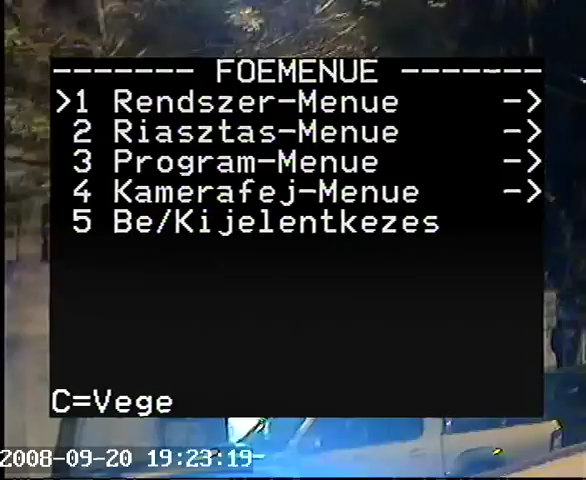 ------- FOEMENUE -------
>1 Rendszer-Menue ->
2 Riasztas-Menue ->
3 Program-Menue ->
4 Kamerafej-Menue ->
5 Be/Kijelentkezes
C=Vege
2008-09-20 19:23:19-